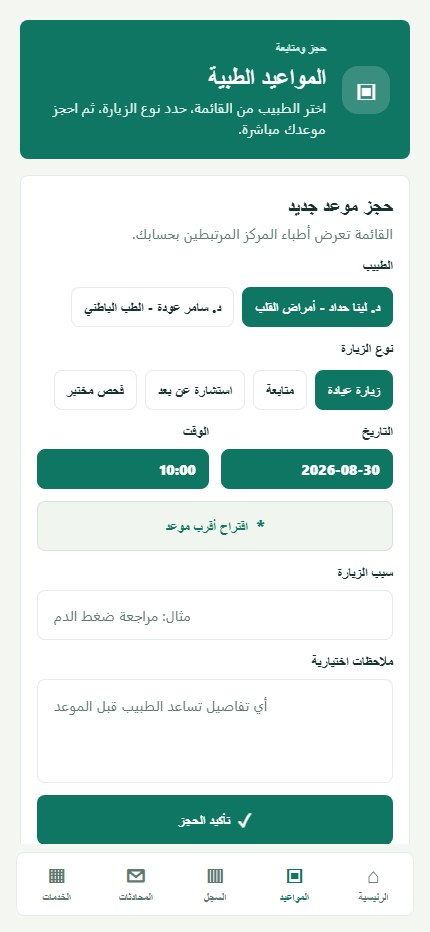 حجز ومتابعة
المواعيد الطبية
اختر الطبيب من القائمة، حدد نوع الزيارة، ثم احجز
موعدك مباشرة.
حجز موعد جديد
القائمة تعرض أطباء المركز المرتبطين بحسابك.
الطبيب
د. لينا حداد - أمراض القلب
د. سامر عودة - الطب الباطني
نوع الزيارة
زيارة عيادة
متابعة
استشارة عن بعد
فحص مختبر
التاريخ
الوقت
2026-08-30
10:00
* اقتراح أقرب موعد
سبب الزيارة
مثال: مراجعة ضغط الدم
ملاحظات اختيارية
أي تفاصيل تساعد الطبيب قبل الموعد
✓ تأكيد الحجز
الرئيسية
المواعيد
السجل
المحادثات
الخدمات